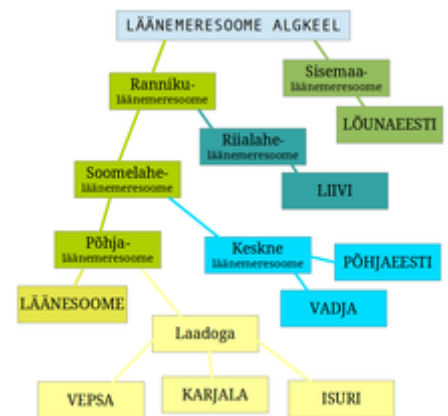 LÄÄNEMERESOOME ALGKEEL
Ranniku-
läänemeresoome
Sisemaa-
läänemeresoome
LÕUNAEESTI
Riialahe-
läänemeresoome
LIIVI
Soomelahe-
läänemeresoome
Põhja-
läänemeresoome
Keskne
läänemeresoome
PÕHJAEESTI
LÄÄNESOOME
VADJA
Laadoga
VEPSA
KARJALA
ISURI